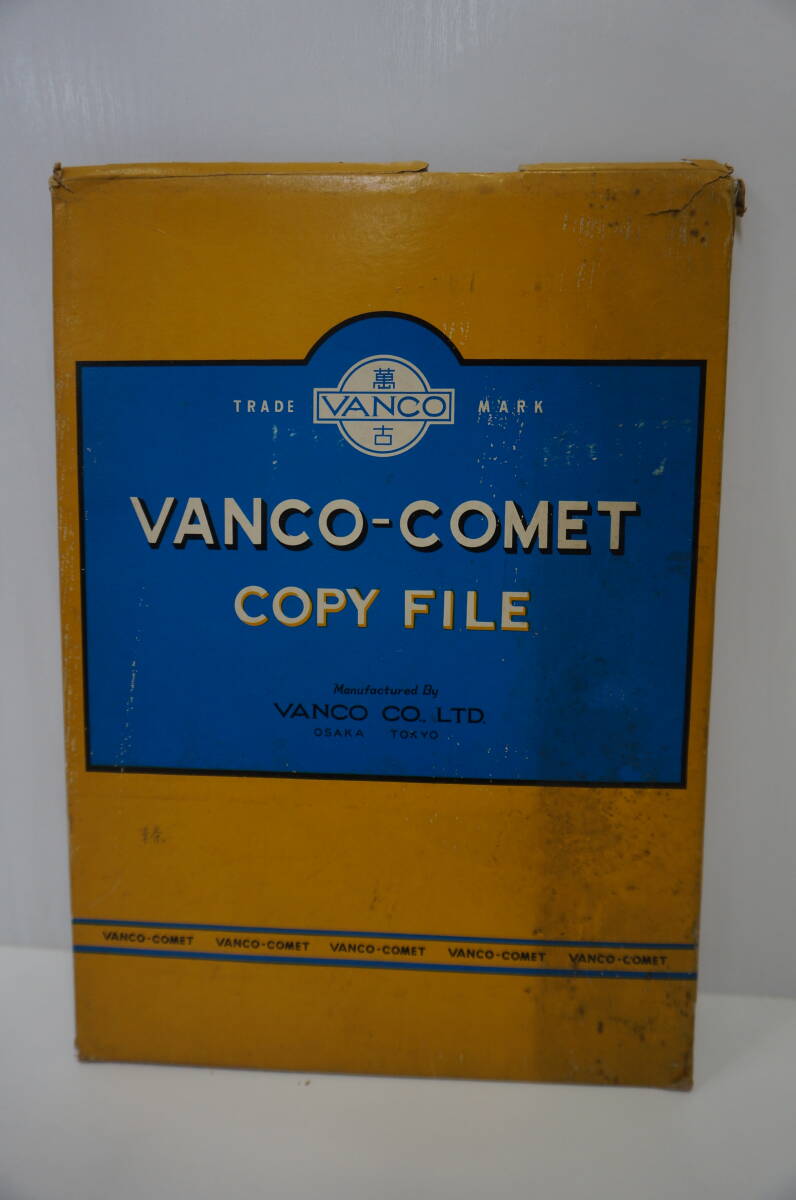 萬
TRADE VANCO MARK
古
VANCO-COMET
COPY FILE
Manufactured By
VANCO CO., LTD.
OSAKA TOKYO
VANCO-COMET VANCO-COMET VANCO-COMET VANCO-COMET VANCO-COMET